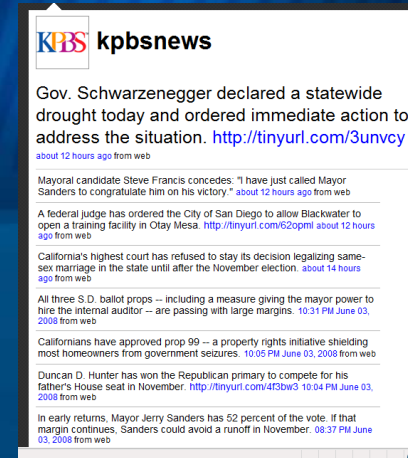 KPBS kpbsnews
Gov. Schwarzenegger declared a statewide
drought today and ordered immediate action to
address the situation. http://tinyurl.com/3unvcy
about 12 hours ago from web
Mayoral candidate Steve Francis concedes: "I have just called Mayor
Sanders to congratulate him on his victory." about 12 hours ago from web
A federal judge has ordered the City of San Diego to allow Blackwater to
open a training facility in Otay Mesa. http://tinyurl.com/62opml about 12 hours
ago from web
California's highest court has refused to stay its decision legalizing same-
sex marriage in the state until after the November election. about 14 hours
ago from web
All three S.D. ballot props -- including a measure giving the mayor power to
hire the internal auditor -- are passing with large margins. 10:31 PM June 03,
2008 from web
Californians have approved prop 99 -- a property rights initiative shielding
most homeowners from government seizures. 10:05 PM June 03, 2008 from web
Duncan D. Hunter has won the Republican primary to compete for his
father's House seat in November. http://tinyurl.com/4f3bw3 10:04 PM June 03,
2008 from web
In early returns, Mayor Jerry Sanders has 52 percent of the vote. If that
margin continues, Sanders could avoid a runoff in November. 08:37 PM June
03, 2008 from web